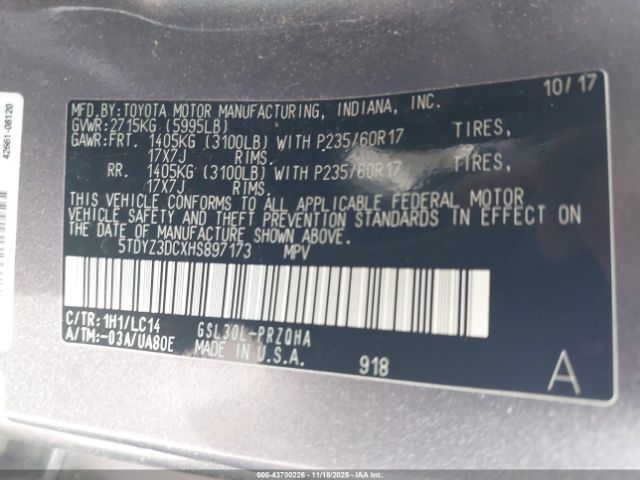 42661-08120
10/17
MFD.BY:TOYOTA MOTOR MANUFACTURING, INDIANA, INC.
GVWR:2715KG (5995LB)
GAWR:FRT. 1405KG (3100LB) WITH P235/60R17 TIRES,
17X7J RIMS.
RR. 1405KG (3100LB) WITH P235/60R17 TIRES,
17X7J RIMS.
THIS VEHICLE CONFORMS TO ALL APPLICABLE FEDERAL MOTOR
VEHICLE SAFETY AND THEFT PREVENTION STANDARDS IN EFFECT ON
THE DATE OF MANUFACTURE SHOWN ABOVE.
5TDYZ3DCXHS897173 MPV
C/TR: 1H1/LC14 GSL30L-PRZQHA
A/TM:-03A/UA80E MADE IN U.S.A.
918
A
000-43700226 - 11/18/2025 - IAAI.COM